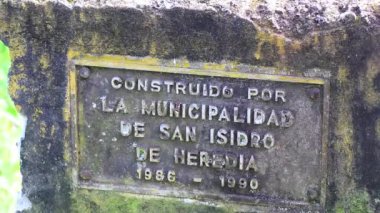 CONSTRUIDO POR
LA MUNICIPALIDAD
DE SAN ISIDRO
DE HEREDIA
1986 - 1990